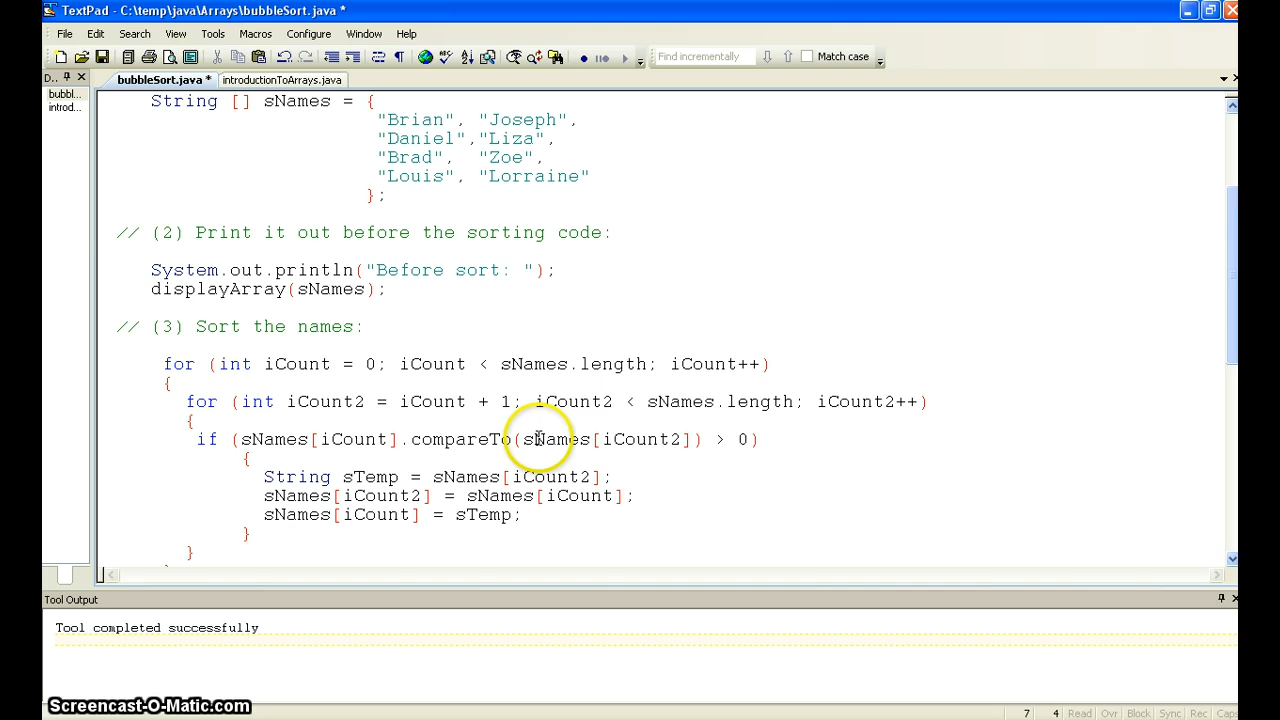 TextPad - C:\temp\java\Arrays\bubbleSort.java *
File Edit Search View Tools Macros Configure Window Help
Find incrementally Match case
D.. bubbleSort.java * introductionToArrays.java
bubbl...
introd...
String [] sNames = {
"Brian", "Joseph",
"Daniel","Liza",
"Brad", "Zoe",
"Louis", "Lorraine"
};
// (2) Print it out before the sorting code:
System.out.println("Before sort: ");
displayArray(sNames);
// (3) Sort the names:
for (int iCount = 0; iCount < sNames.length; iCount++)
{
for (int iCount2 = iCount + 1; iCount2 < sNames.length; iCount2++)
{
if (sNames[iCount].compareTo(sNames[iCount2]) > 0)
{
String sTemp = sNames[iCount2];
sNames[iCount2] = sNames[iCount];
sNames[iCount] = sTemp;
}
}
Tool Output
Tool completed successfully
Screencast-O-Matic.com
7 4 Read Ovr Block Sync Rec Caps